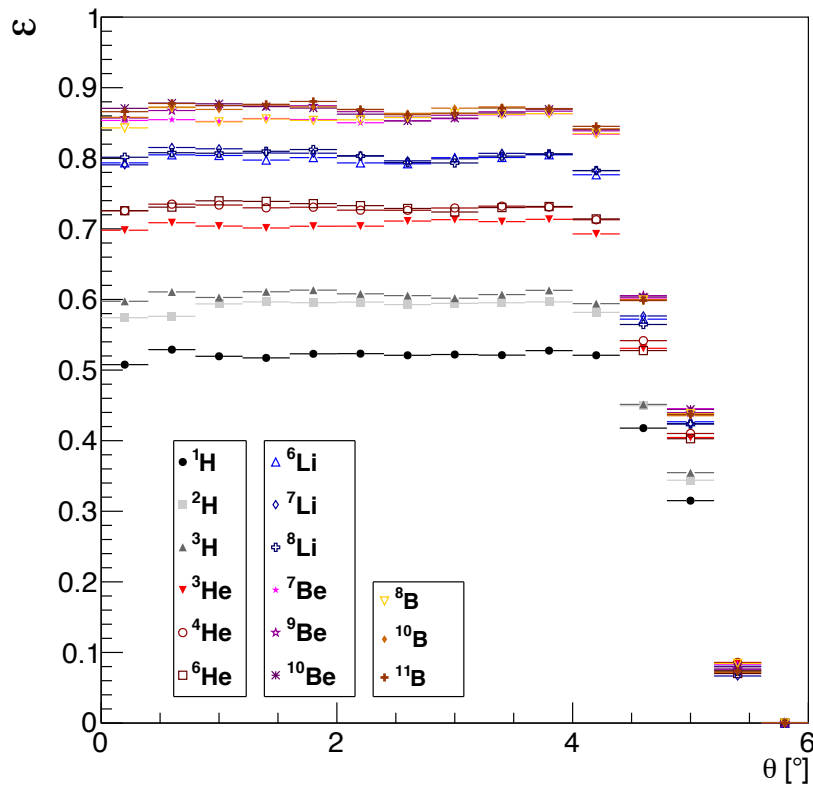 ε
1
0.9
0.8
0.7
0.6
0.5
0.4
0.3
0.2
0.1
0
0
2
4
6
θ [°]
¹H
²H
³H
³He
⁴He
⁶He
⁶Li
⁷Li
⁸Li
⁷Be
⁹Be
¹⁰Be
⁸B
¹⁰B
¹¹B